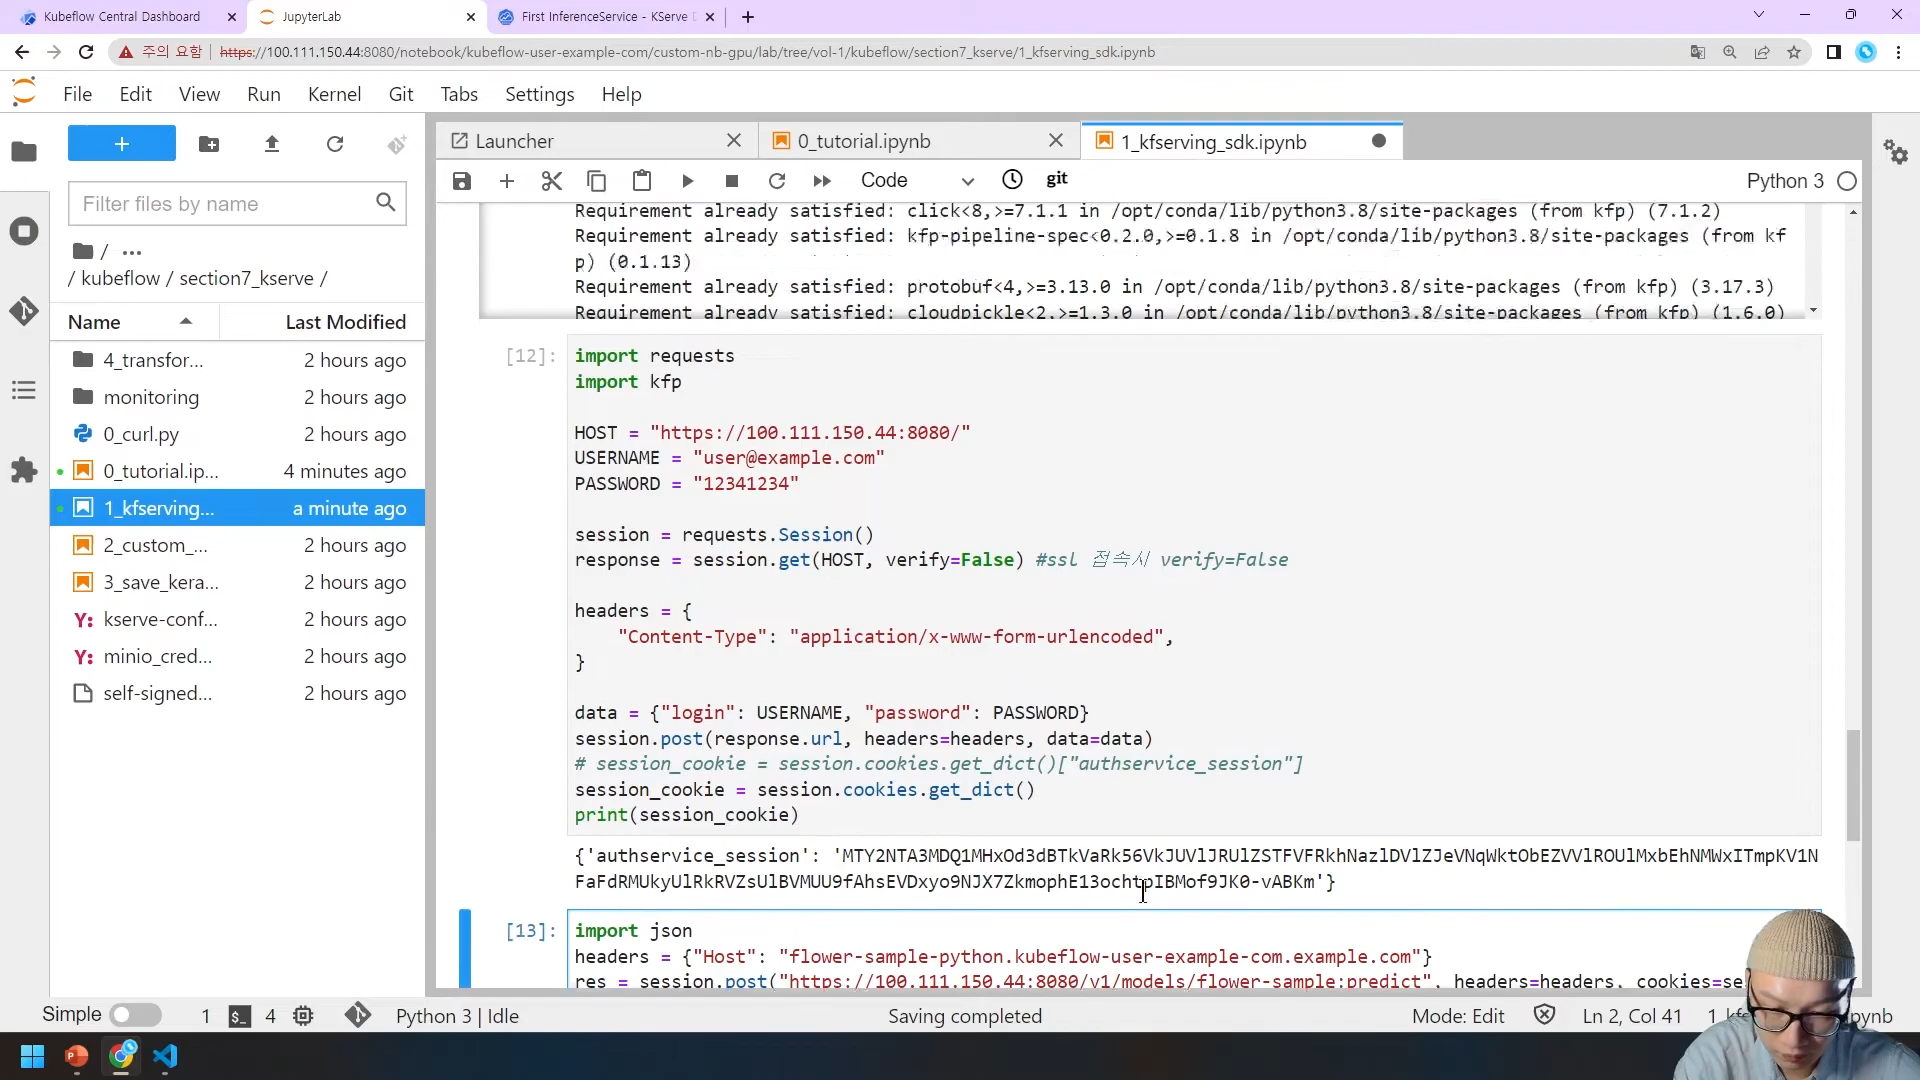 Kubeflow Central Dashboard
JupyterLab
First InferenceService - KServe
주의 요함
https://100.111.150.44:8080/notebook/kubeflow-user-example-com/custom-nb-gpu/lab/tree/vol-1/kubeflow/section7_kserve/1_kfserving_sdk.ipynb
File Edit View Run Kernel Git Tabs Settings Help
Launcher
0_tutorial.ipynb
1_kfserving_sdk.ipynb
Code
git
Python 3
Filter files by name
/ ...
/ kubeflow / section7_kserve /
Name Last Modified
4_transfor... 2 hours ago
monitoring 2 hours ago
0_curl.py 2 hours ago
0_tutorial.ip... 4 minutes ago
1_kfserving... a minute ago
2_custom_... 2 hours ago
3_save_kera... 2 hours ago
Y: kserve-conf... 2 hours ago
Y: minio_cred... 2 hours ago
self-signed... 2 hours ago
Requirement already satisfied: click<8,>=7.1.1 in /opt/conda/lib/python3.8/site-packages (from kfp) (7.1.2)
Requirement already satisfied: kfp-pipeline-spec<0.2.0,>=0.1.8 in /opt/conda/lib/python3.8/site-packages (from kf
p) (0.1.13)
Requirement already satisfied: protobuf<4,>=3.13.0 in /opt/conda/lib/python3.8/site-packages (from kfp) (3.17.3)
Requirement already satisfied: cloudpickle<2,>=1.3.0 in /opt/conda/lib/python3.8/site-packages (from kfp) (1.6.0)
[12]:
import requests
import kfp
HOST = "https://100.111.150.44:8080/"
USERNAME = "user@example.com"
PASSWORD = "12341234"
session = requests.Session()
response = session.get(HOST, verify=False) #ssl 접속시 verify=False
headers = {
"Content-Type": "application/x-www-form-urlencoded",
}
data = {"login": USERNAME, "password": PASSWORD}
session.post(response.url, headers=headers, data=data)
# session_cookie = session.cookies.get_dict()["authservice_session"]
session_cookie = session.cookies.get_dict()
print(session_cookie)
{'authservice_session': 'MTY2NTA3MDQ1MHxOd3dBTkVaRk56VkJUVlJRUlZSTFVFRkhNazlDVlZJeVNqWktObEZVVlROUlMxbEhNMWxITmpKV1N
FaFdRMUkyUlRkRVZsUlBVMUU9fAhsEVDxyo9NJX7ZkmophE13ochtpIBMof9JK0-vABKm'}
[13]:
import json
headers = {"Host": "flower-sample-python.kubeflow-user-example-com.example.com"}
res = session.post("https://100.111.150.44:8080/v1/models/flower-sample:predict", headers=headers, cookies=se
Simple 1 $_ 4 Python 3 | Idle Saving completed Mode: Edit Ln 2, Col 41